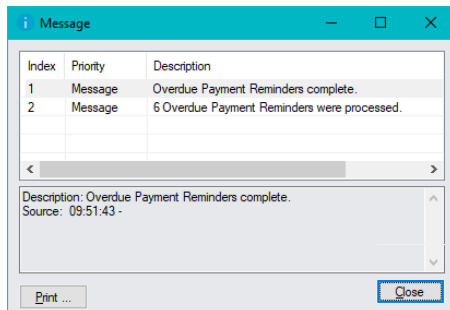 Message
Index Priority Description
1 Message Overdue Payment Reminders complete.
2 Message 6 Overdue Payment Reminders were processed.
Description: Overdue Payment Reminders complete.
Source: 09:51:43 -
Print ... Close